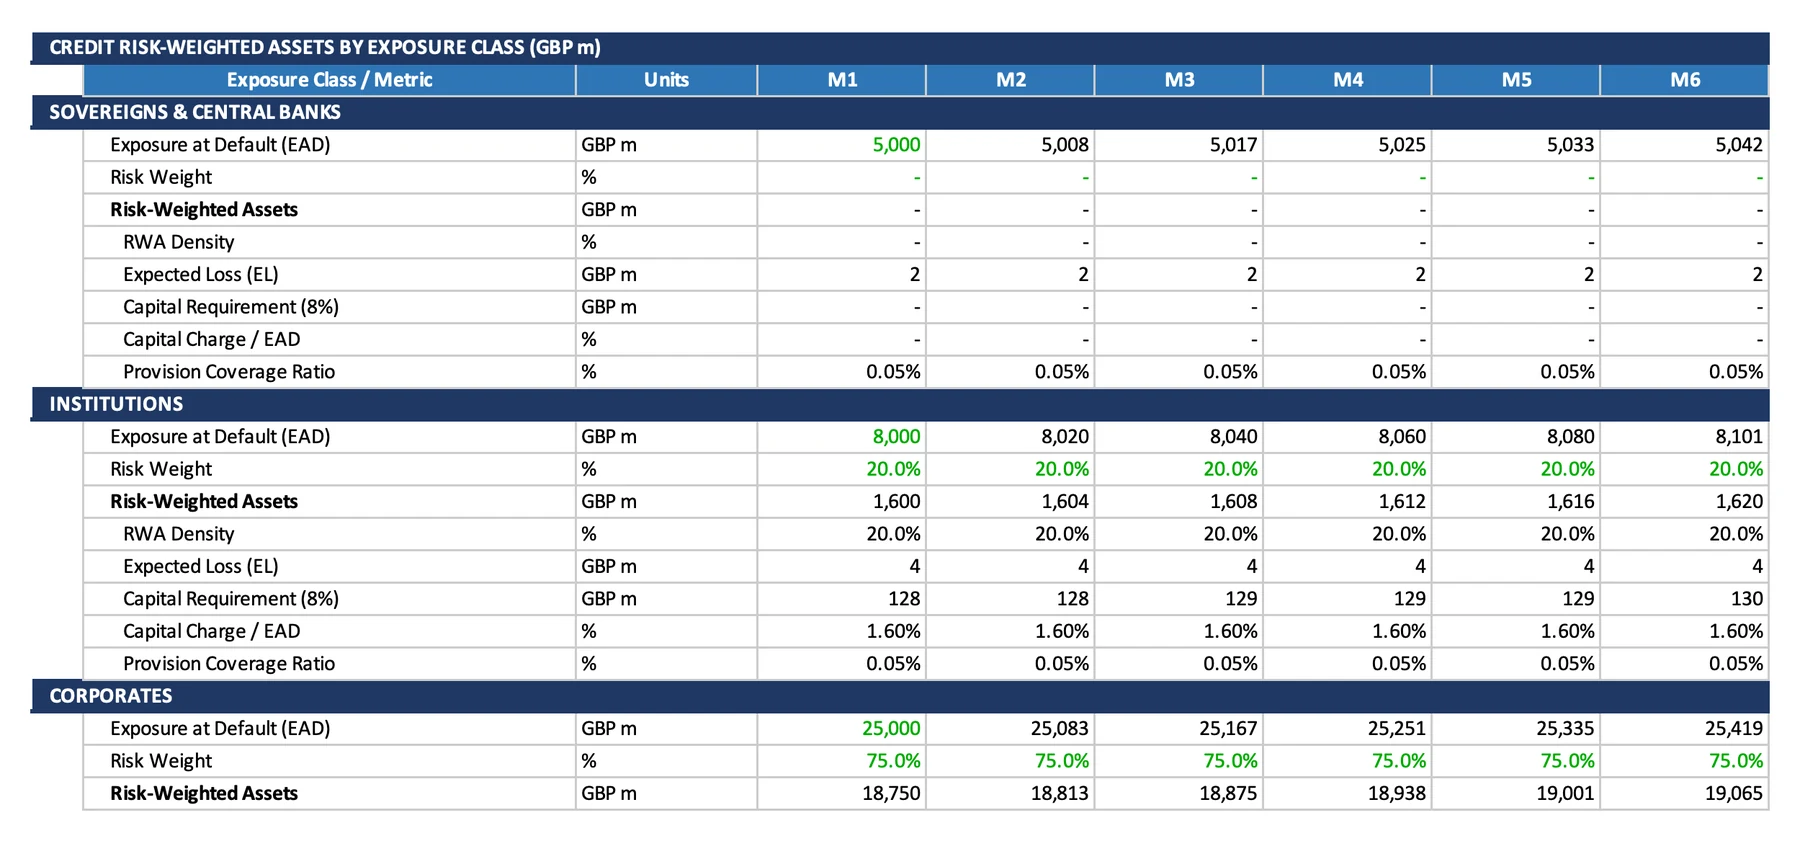 CREDIT RISK-WEIGHTED ASSETS BY EXPOSURE CLASS (GBP m)
Exposure Class / Metric Units M1 M2 M3 M4 M5 M6
SOVEREIGNS & CENTRAL BANKS
Exposure at Default (EAD) GBP m 5,000 5,008 5,017 5,025 5,033 5,042
Risk Weight % - - - - - -
Risk-Weighted Assets GBP m - - - - - -
RWA Density % - - - - - -
Expected Loss (EL) GBP m 2 2 2 2 2 2
Capital Requirement (8%) GBP m - - - - - -
Capital Charge / EAD % - - - - - -
Provision Coverage Ratio % 0.05% 0.05% 0.05% 0.05% 0.05% 0.05%
INSTITUTIONS
Exposure at Default (EAD) GBP m 8,000 8,020 8,040 8,060 8,080 8,101
Risk Weight % 20.0% 20.0% 20.0% 20.0% 20.0% 20.0%
Risk-Weighted Assets GBP m 1,600 1,604 1,608 1,612 1,616 1,620
RWA Density % 20.0% 20.0% 20.0% 20.0% 20.0% 20.0%
Expected Loss (EL) GBP m 4 4 4 4 4 4
Capital Requirement (8%) GBP m 128 128 129 129 129 130
Capital Charge / EAD % 1.60% 1.60% 1.60% 1.60% 1.60% 1.60%
Provision Coverage Ratio % 0.05% 0.05% 0.05% 0.05% 0.05% 0.05%
CORPORATES
Exposure at Default (EAD) GBP m 25,000 25,083 25,167 25,251 25,335 25,419
Risk Weight % 75.0% 75.0% 75.0% 75.0% 75.0% 75.0%
Risk-Weighted Assets GBP m 18,750 18,813 18,875 18,938 19,001 19,065